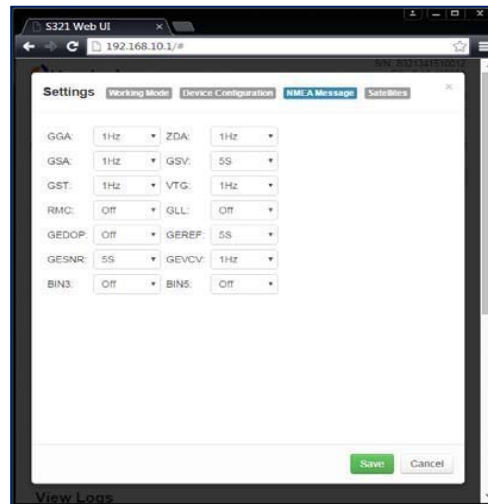 S321 Web UI
192.168.10.1/#
S/N: S321341510012
Settings Working Mode Device Configuration NMEA Message Satellites
GGA: 1Hz ZDA: 1Hz
GSA: 1Hz GSV: 5S
GST: 1Hz VTG: 1Hz
RMC: Off GLL: Off
GEDOP: Off GEREF: 5S
GESNR: 5S GEVCV: 1Hz
BIN3: Off BIN5: Off
Save Cancel
View Logs